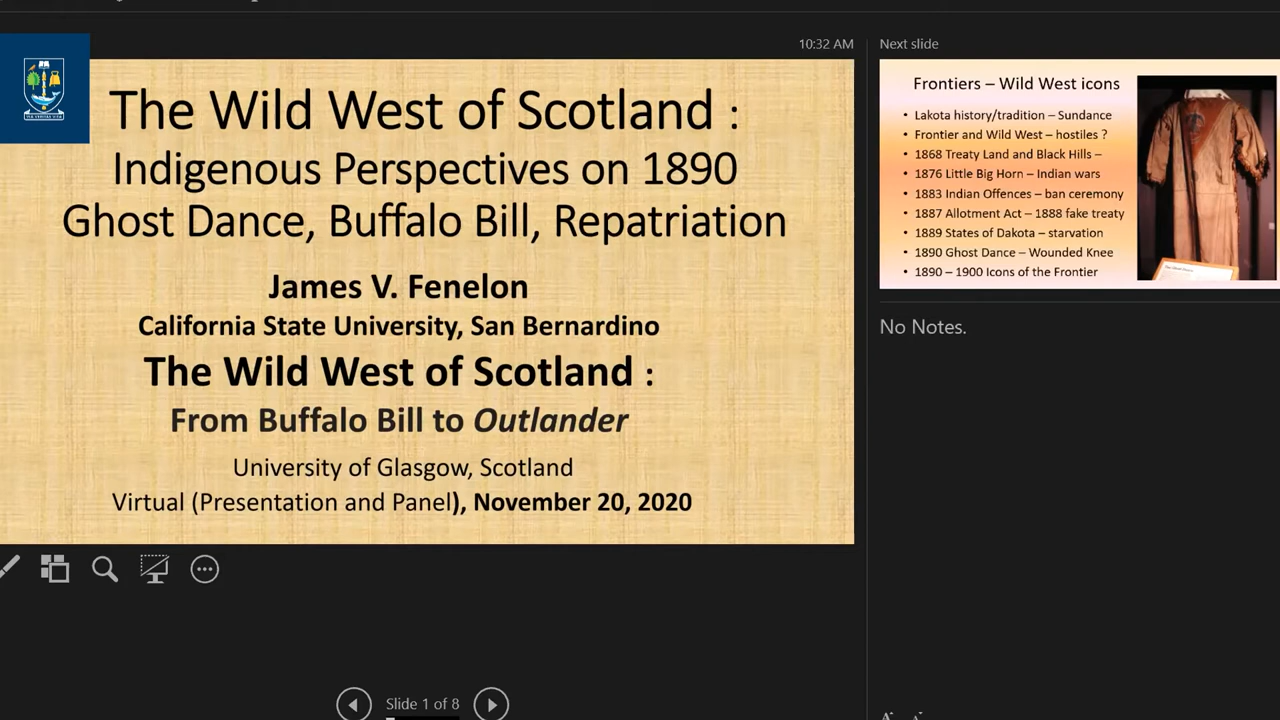 10:32 AM
The Wild West of Scotland :
Indigenous Perspectives on 1890
Ghost Dance, Buffalo Bill, Repatriation
James V. Fenelon
California State University, San Bernardino
The Wild West of Scotland :
From Buffalo Bill to Outlander
University of Glasgow, Scotland
Virtual (Presentation and Panel), November 20, 2020
Slide 1 of 8
Next slide
Frontiers – Wild West icons
• Lakota history/tradition – Sundance
• Frontier and Wild West – hostiles ?
• 1868 Treaty Land and Black Hills –
• 1876 Little Big Horn – Indian wars
• 1883 Indian Offences – ban ceremony
• 1887 Allotment Act – 1888 fake treaty
• 1889 States of Dakota – starvation
• 1890 Ghost Dance – Wounded Knee
• 1890 – 1900 Icons of the Frontier
No Notes.